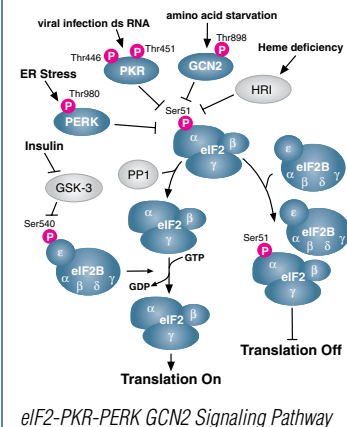 viral infection ds RNA
amino acid starvation
Thr446
P
P
Thr451
PKR
P
Thr898
GCN2
Heme deficiency
HRI
ER Stress
P
Thr980
PERK
Ser51
P
α
eIF2
β
γ
Insulin
GSK-3
PP1
ε
eIF2B
α β δ γ
Ser540
P
ε
eIF2B
α β δ γ
α
eIF2
β
γ
GTP
GDP
ε
eIF2B
α β δ γ
Ser51
P
α
eIF2
β
γ
α
eIF2
β
γ
Translation Off
Translation On
eIF2-PKR-PERK GCN2 Signaling Pathway